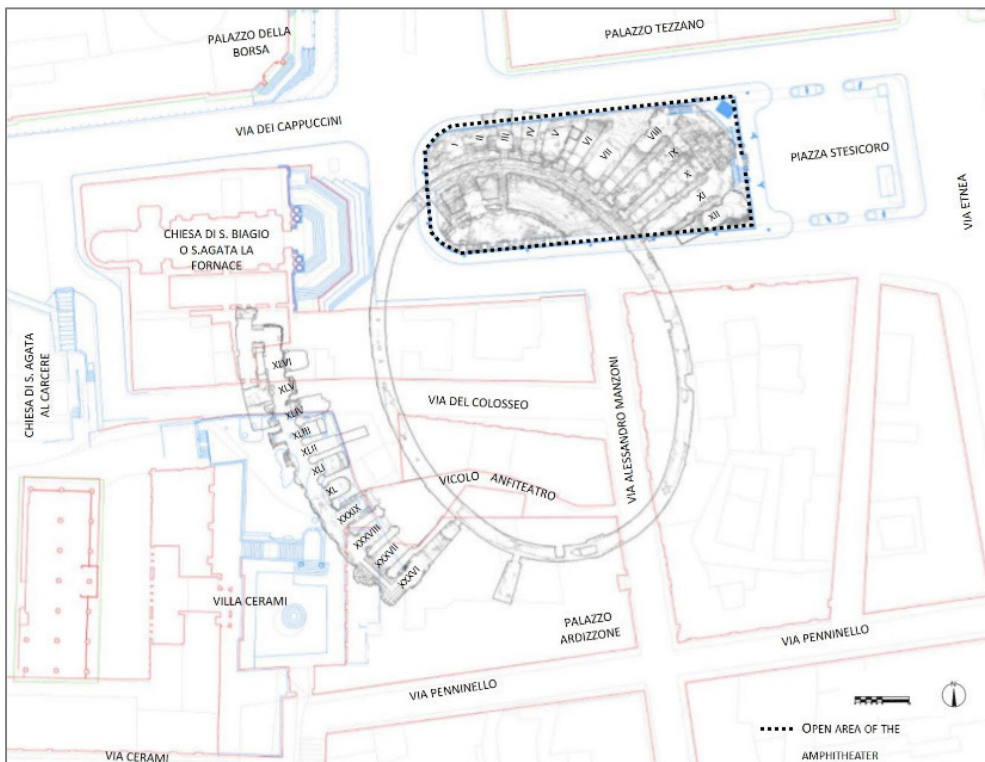 PALAZZO DELLA
BORSA
PALAZZO TEZZANO
VIA DEI CAPPUCCINI
I
II
III
IV
V
VI
VII
VIII
IX
X
XI
XII
PIAZZA STESICORO
VIA ETNEA
CHIESA DI S. BIAGIO
O S.AGATA LA
FORNACE
CHIESA DI S. AGATA
AL CARCERE
XLVI
XLV
XLIV
XLIII
XLII
XLI
XL
XXXIX
XXXVIII
XXXVII
XXXVI
VIA DEL COLOSSEO
VIA ALESSANDRO MANZONI
VICOLO ANFITEATRO
VILLA CERAMI
PALAZZO
ARDIZZONE
VIA PENNINELLO
VIA PENNINELLO
VIA CERAMI
N
OPEN AREA OF THE
AMPHITHEATER